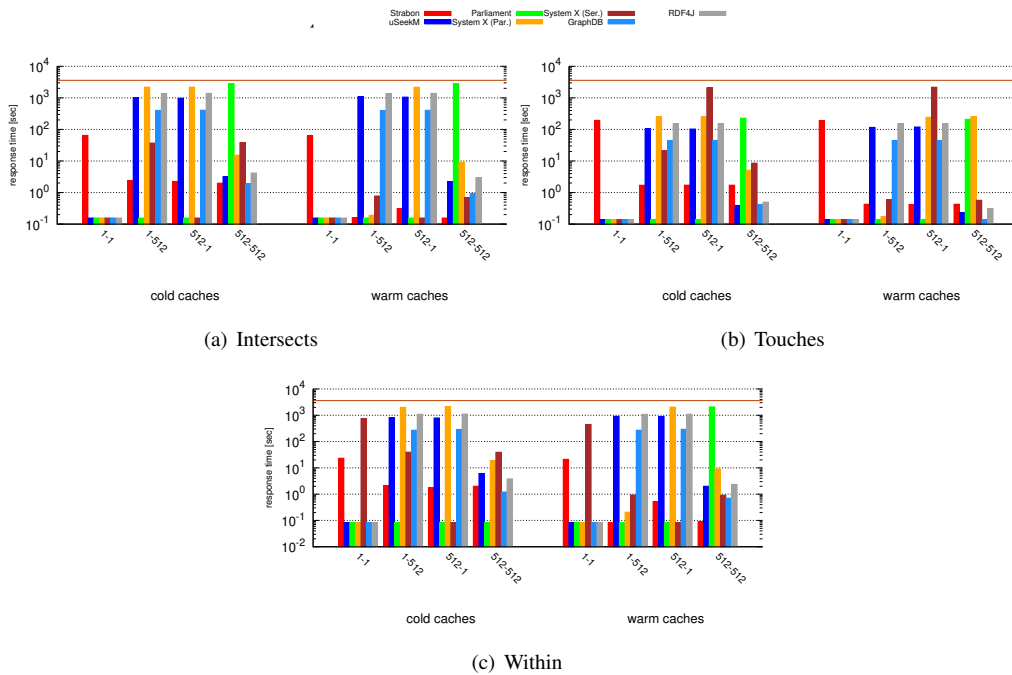 Strabon Parliament System X (Ser.) RDF4J
uSeekM System X (Par.) GraphDB
10^4
10^3
10^2
10^1
10^0
10^-1
response time [sec]
1-1 1-512 512-1 512-512 1-1 1-512 512-1 512-512
cold caches warm caches
(a) Intersects
10^4
10^3
10^2
10^1
10^0
10^-1
response time [sec]
1-1 1-512 512-1 512-512 1-1 1-512 512-1 512-512
cold caches warm caches
(b) Touches
10^4
10^3
10^2
10^1
10^0
10^-1
10^-2
response time [sec]
1-1 1-512 512-1 512-512 1-1 1-512 512-1 512-512
cold caches warm caches
(c) Within